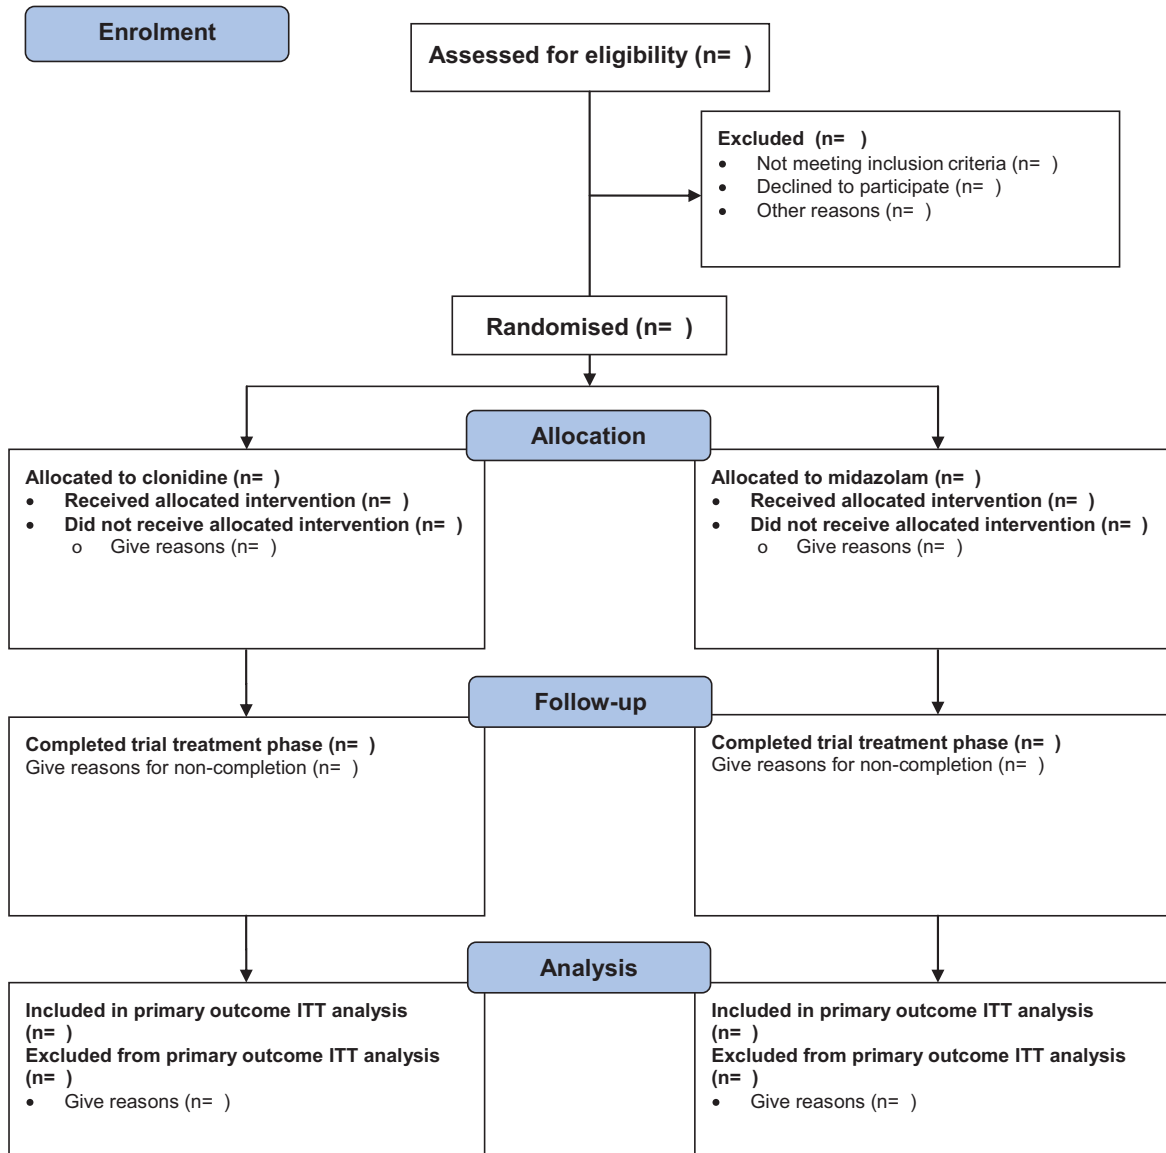 Enrolment
Assessed for eligibility (n=  )
Excluded  (n=   )
• Not meeting inclusion criteria (n=  )
• Declined to participate (n=  )
• Other reasons (n=  )
Randomised (n=  )
Allocation
Allocated to clonidine (n=  )
• Received allocated intervention (n=  )
• Did not receive allocated intervention (n=  )
o Give reasons (n=  )
Allocated to midazolam (n=  )
• Received allocated intervention (n=  )
• Did not receive allocated intervention (n=  )
o Give reasons (n=  )
Follow-up
Completed trial treatment phase (n=  )
Give reasons for non-completion (n=  )
Completed trial treatment phase (n=  )
Give reasons for non-completion (n=  )
Analysis
Included in primary outcome ITT analysis
(n=  )
Excluded from primary outcome ITT analysis
(n=  )
• Give reasons (n=  )
Included in primary outcome ITT analysis
(n=  )
Excluded from primary outcome ITT analysis
(n=  )
• Give reasons (n=  )